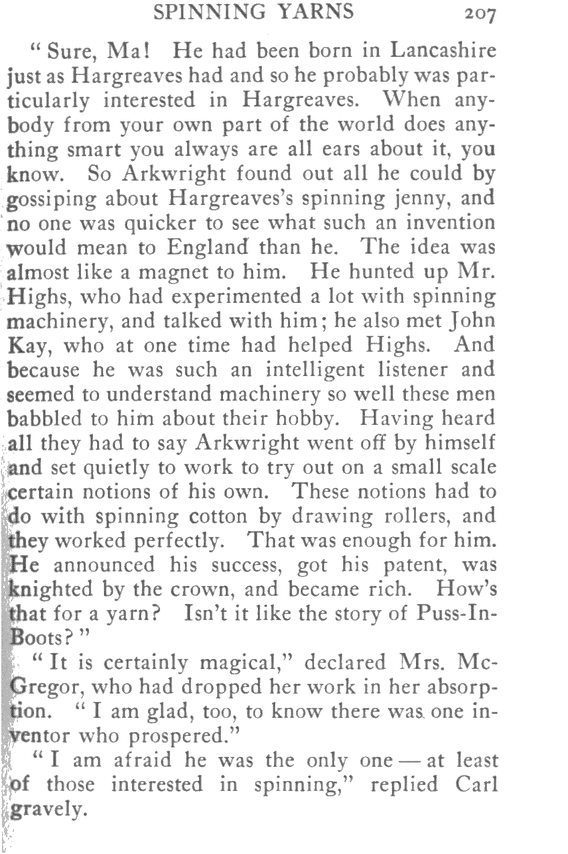 SPINNING YARNS 207
“ Sure, Ma! He had been born in Lancashire
just as Hargreaves had and so he probably was par-
ticularly interested in Hargreaves. When any-
body from your own part of the world does any-
thing smart you always are all ears about it, you
know. So Arkwright found out all he could by
gossiping about Hargreaves’s spinning jenny, and
no one was quicker to see what such an invention
would mean to England than he. The idea was
almost like a magnet to him. He hunted up Mr.
Highs, who had experimented a lot with spinning
machinery, and talked with him; he also met John
Kay, who at one time had helped Highs. And
because he was such an intelligent listener and
seemed to understand machinery so well these men
babbled to him about their hobby. Having heard
all they had to say Arkwright went off by himself
and set quietly to work to try out on a small scale
certain notions of his own. These notions had to
do with spinning cotton by drawing rollers, and
they worked perfectly. That was enough for him.
He announced his success, got his patent, was
knighted by the crown, and became rich. How’s
that for a yarn? Isn’t it like the story of Puss-In-
Boots? ”
“ It is certainly magical,” declared Mrs. Mc-
Gregor, who had dropped her work in her absorp-
tion. “ I am glad, too, to know there was one in-
ventor who prospered.”
“ I am afraid he was the only one — at least
of those interested in spinning,” replied Carl
gravely.